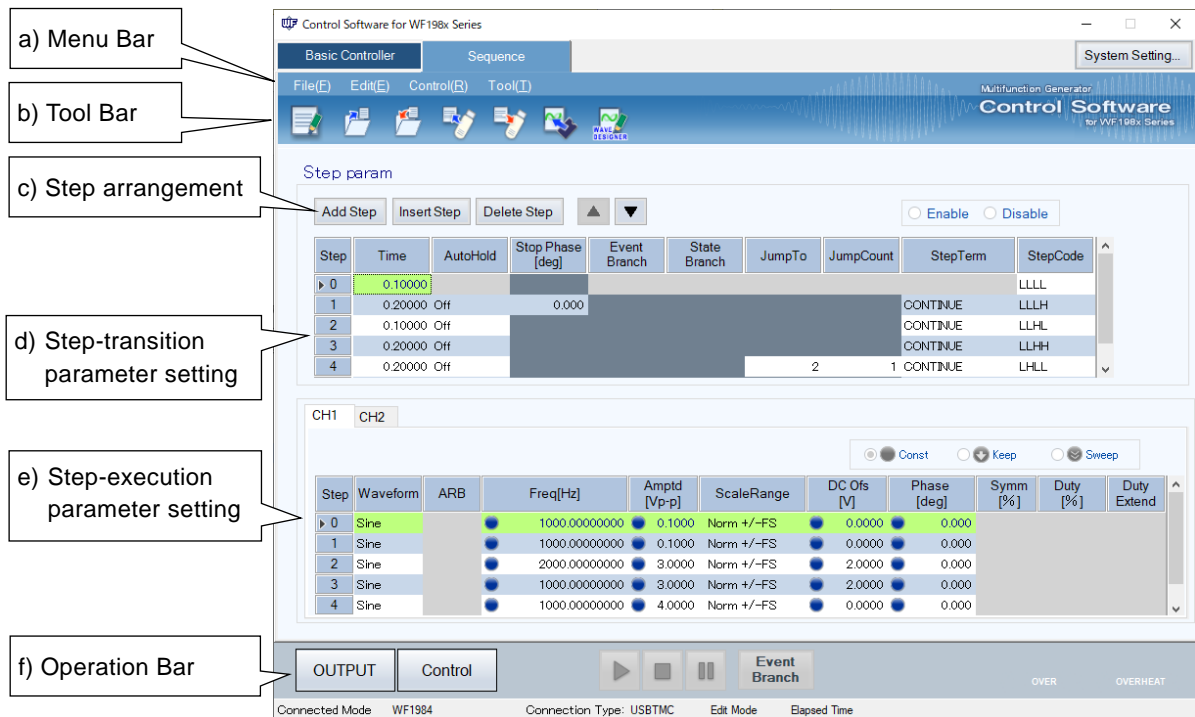 a) Menu Bar
b) Tool Bar
c) Step arrangement
d) Step-transition
parameter setting
e) Step-execution
parameter setting
f) Operation Bar
Control Software for WF198x Series
Basic Controller Sequence System Setting...
File(F) Edit(E) Control(R) Tool(T)
Multifunction Generator
Control Software
for WF198x Series
WAVE
DESIGNER
Step param
Add Step Insert Step Delete Step Enable Disable
Step Time AutoHold Stop Phase [deg] Event Branch State Branch JumpTo JumpCount StepTerm StepCode
0 0.10000 LLLL
1 0.20000 Off 0.000 CONTINUE LLLH
2 0.10000 Off CONTINUE LLHL
3 0.20000 Off CONTINUE LLHH
4 0.20000 Off 2 1 CONTINUE LHLL
CH1 CH2
Const Keep Sweep
Step Waveform ARB Freq[Hz] Amptd [Vp-p] ScaleRange DC Ofs [V] Phase [deg] Symm [%] Duty [%] Duty Extend
0 Sine 1000.00000000 0.1000 Norm +/-FS 0.0000 0.000
1 Sine 1000.00000000 0.1000 Norm +/-FS 0.0000 0.000
2 Sine 2000.00000000 3.0000 Norm +/-FS 2.0000 0.000
3 Sine 1000.00000000 3.0000 Norm +/-FS 2.0000 0.000
4 Sine 1000.00000000 4.0000 Norm +/-FS 0.0000 0.000
OUTPUT Control Event Branch OVER OVERHEAT
Connected Mode WF1984 Connection Type: USBTMC Edit Mode Elapsed Time